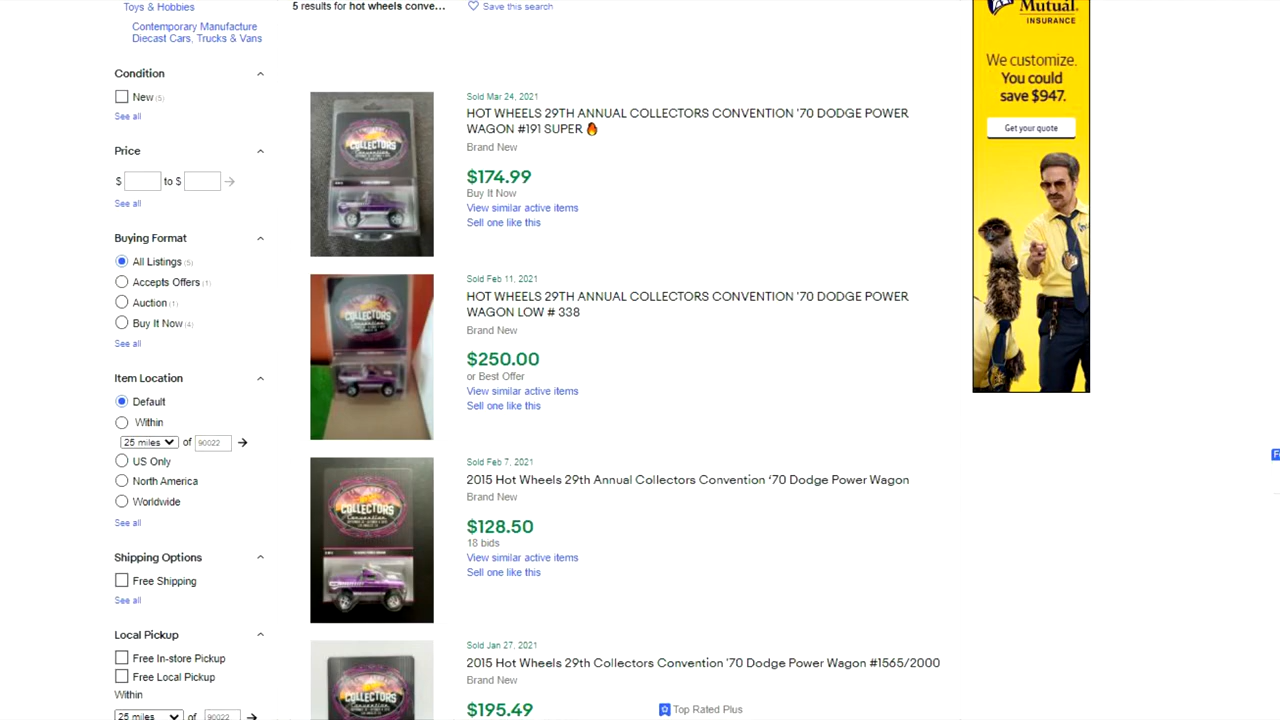 Toys & Hobbies
Contemporary Manufacture
Diecast Cars, Trucks & Vans
Condition
New (5)
See all
Price
$ to $
See all
Buying Format
All Listings (5)
Accepts Offers (1)
Auction (1)
Buy It Now (4)
See all
Item Location
Default
Within
25 miles of 90022
US Only
North America
Worldwide
See all
Shipping Options
Free Shipping
See all
Local Pickup
Free In-store Pickup
Free Local Pickup
Within
25 miles of 90022
5 results for hot wheels conve...
Save this search
Sold Mar 24, 2021
HOT WHEELS 29TH ANNUAL COLLECTORS CONVENTION '70 DODGE POWER
WAGON #191 SUPER 🔥
Brand New
$174.99
Buy It Now
View similar active items
Sell one like this
COLLECTORS
Sold Feb 11, 2021
HOT WHEELS 29TH ANNUAL COLLECTORS CONVENTION '70 DODGE POWER
WAGON LOW # 338
Brand New
$250.00
or Best Offer
View similar active items
Sell one like this
COLLECTORS
Sold Feb 7, 2021
2015 Hot Wheels 29th Annual Collectors Convention '70 Dodge Power Wagon
Brand New
$128.50
18 bids
View similar active items
Sell one like this
COLLECTORS
Convention
Sold Jan 27, 2021
2015 Hot Wheels 29th Collectors Convention '70 Dodge Power Wagon #1565/2000
Brand New
$195.49
Top Rated Plus
COLLECTORS
Mutual.
INSURANCE
We customize.
You could
save $947.
Get your quote